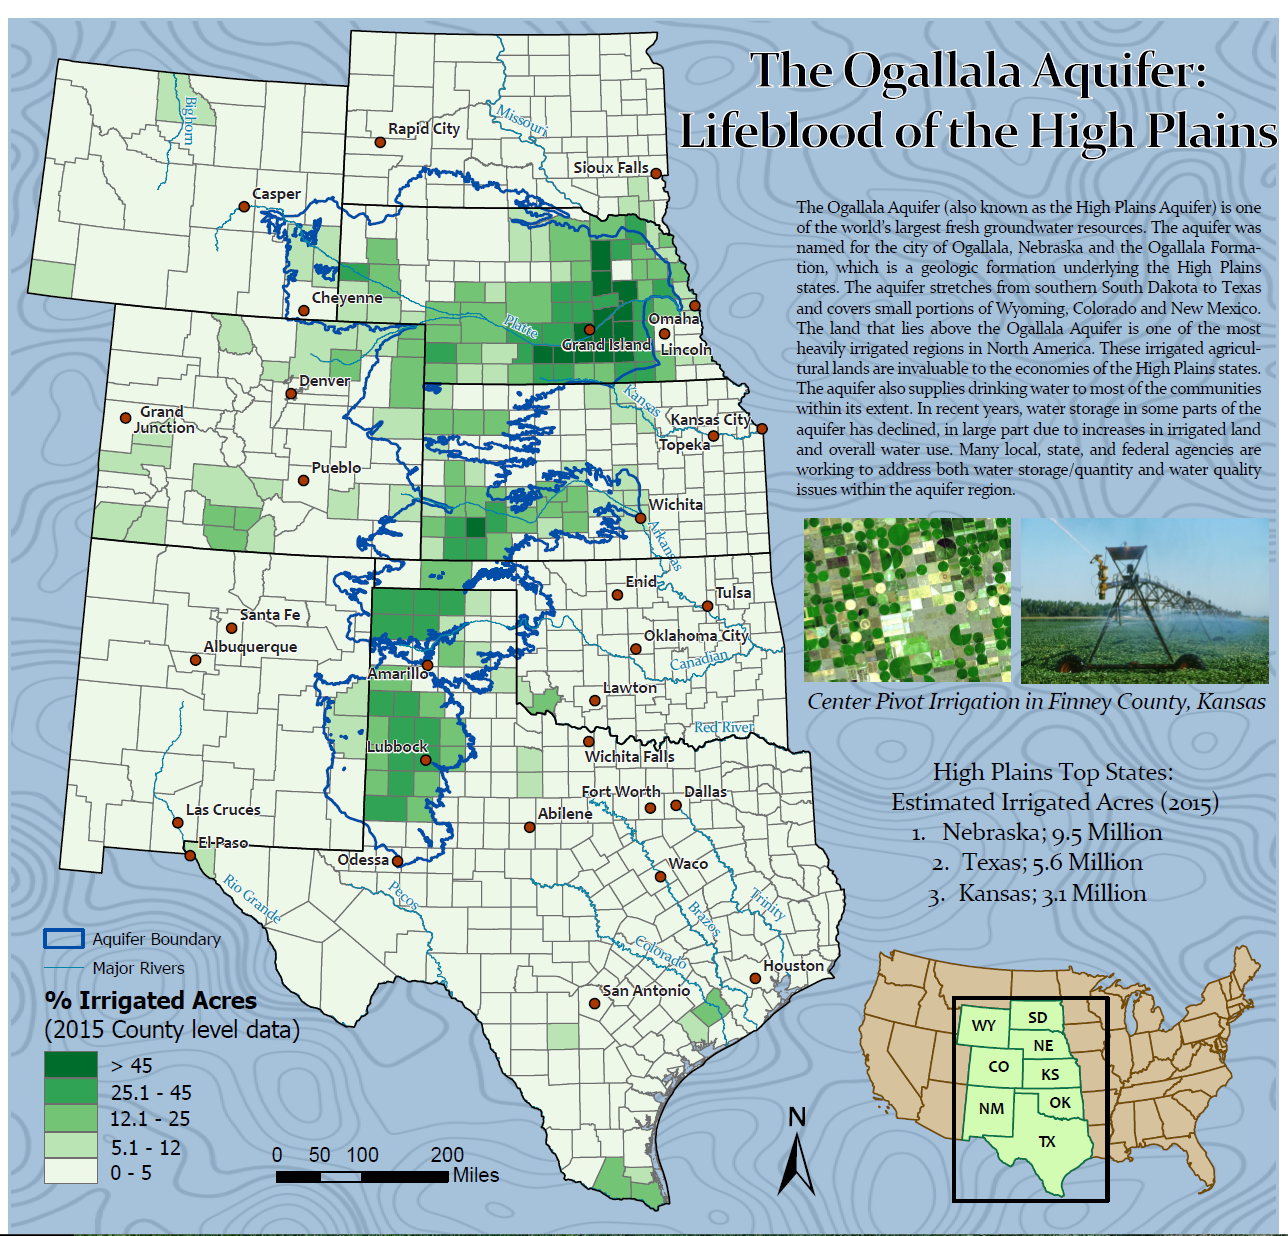 The Ogallala Aquifer:
Lifeblood of the High Plains
The Ogallala Aquifer (also known as the High Plains Aquifer) is one
of the world's largest fresh groundwater resources. The aquifer was
named for the city of Ogallala, Nebraska and the Ogallala Forma-
tion, which is a geologic formation underlying the High Plains
states. The aquifer stretches from southern South Dakota to Texas
and covers small portions of Wyoming, Colorado and New Mexico.
The land that lies above the Ogallala Aquifer is one of the most
heavily irrigated regions in North America. These irrigated agricul-
tural lands are invaluable to the economies of the High Plains states.
The aquifer also supplies drinking water to most of the communities
within its extent. In recent years, water storage in some parts of the
aquifer has declined, in large part due to increases in irrigated land
and overall water use. Many local, state, and federal agencies are
working to address both water storage/quantity and water quality
issues within the aquifer region.
Center Pivot Irrigation in Finney County, Kansas
High Plains Top States:
Estimated Irrigated Acres (2015)
1. Nebraska; 9.5 Million
2. Texas; 5.6 Million
3. Kansas; 3.1 Million
Bighorn
Missouri
Rapid City
Sioux Falls
Casper
Cheyenne
Platte
Omaha
Grand Island
Lincoln
Denver
Grand
Junction
Kansas
Kansas City
Topeka
Pueblo
Wichita
Arkansas
Enid
Tulsa
Santa Fe
Albuquerque
Oklahoma City
Canadian
Amarillo
Lawton
Red River
Lubbock
Wichita Falls
Fort Worth
Dallas
Las Cruces
Abilene
El Paso
Odessa
Waco
Rio Grande
Pecos
Brazos
Trinity
Colorado
Houston
San Antonio
Aquifer Boundary
Major Rivers
% Irrigated Acres
(2015 County level data)
> 45
25.1 - 45
12.1 - 25
5.1 - 12
0 - 5
0 50 100 200
Miles
N
WY
SD
NE
CO
KS
NM
OK
TX